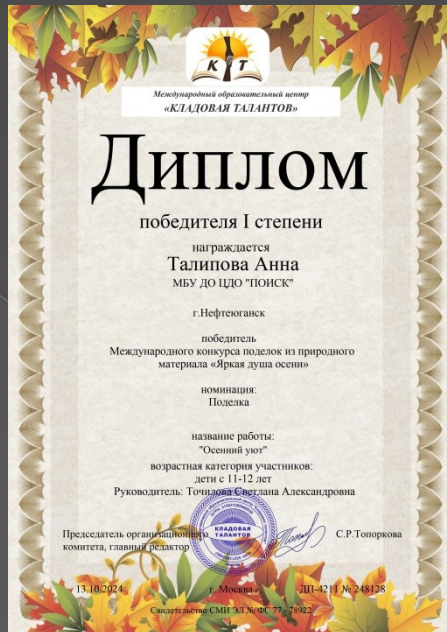 КТ
Международный образовательный центр
«КЛАДОВАЯ ТАЛАНТОВ»
Диплом
победителя I степени
награждается
Талипова Анна
МБУ ДО ЦДО "ПОИСК"
г.Нефтеюганск
победитель
Международного конкурса поделок из природного
материала «Яркая душа осени»
номинация:
Поделка
название работы:
"Осенний уют"
возрастная категория участников:
дети с 11-12 лет
Руководитель: Точилова Светлана Александровна
КЛАДОВАЯ
ТАЛАНТОВ
Председатель организационного
комитета, главный редактор
С.Р.Топоркова
13.10.2024
г. Москва
ДП-4211 № 248128
Свидетельство СМИ ЭЛ № ФС 77 - 78922